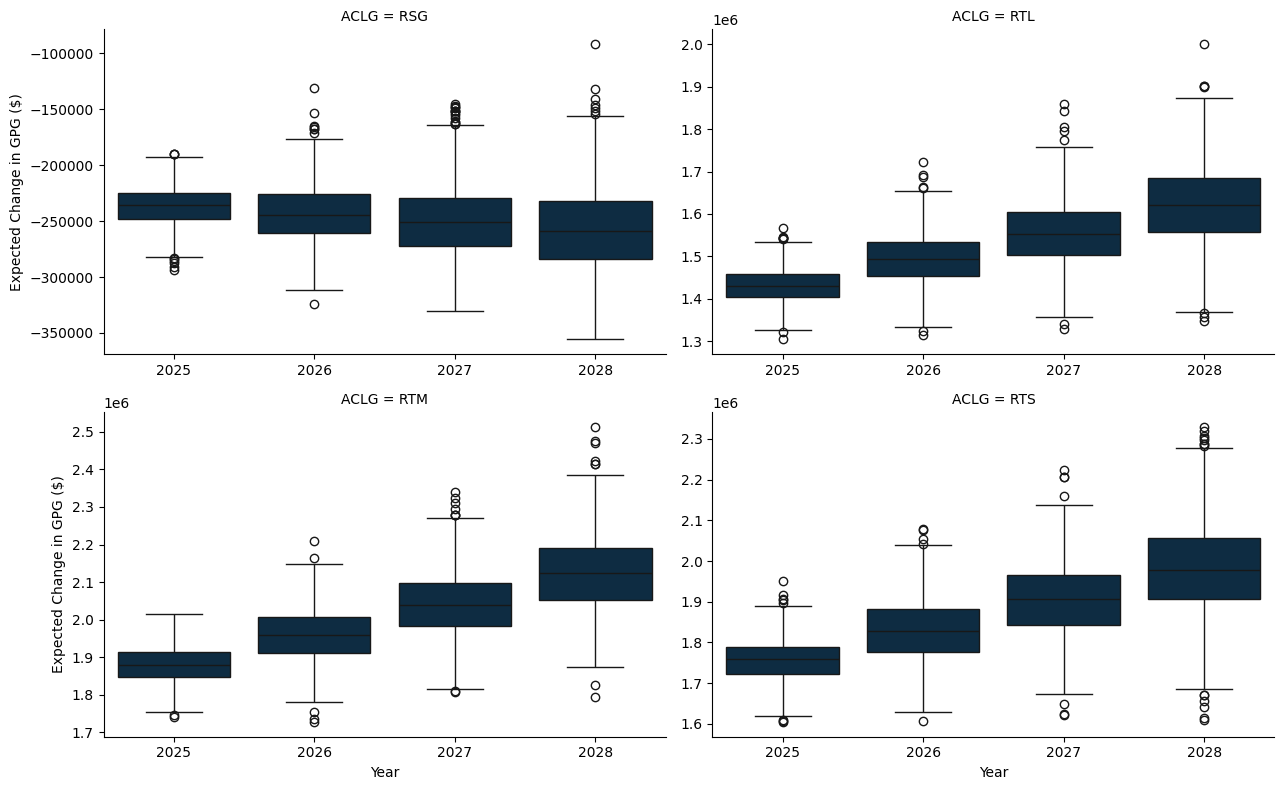 ACLG = RSG
Expected Change in GPG ($)
−100000
−150000
−200000
−250000
−300000
−350000
2025 2026 2027 2028
ACLG = RTL
1e6
2.0
1.9
1.8
1.7
1.6
1.5
1.4
1.3
2025 2026 2027 2028
ACLG = RTM
1e6
Expected Change in GPG ($)
2.5
2.4
2.3
2.2
2.1
2.0
1.9
1.8
1.7
2025 2026 2027 2028
Year
ACLG = RTS
1e6
2.3
2.2
2.1
2.0
1.9
1.8
1.7
1.6
2025 2026 2027 2028
Year